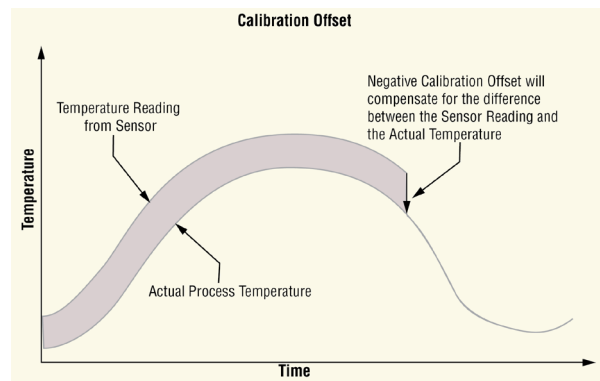 Calibration Offset
Negative Calibration Offset will
compensate for the difference
between the Sensor Reading and
the Actual Temperature
Temperature Reading
from Sensor
Temperature
Actual Process Temperature
Time